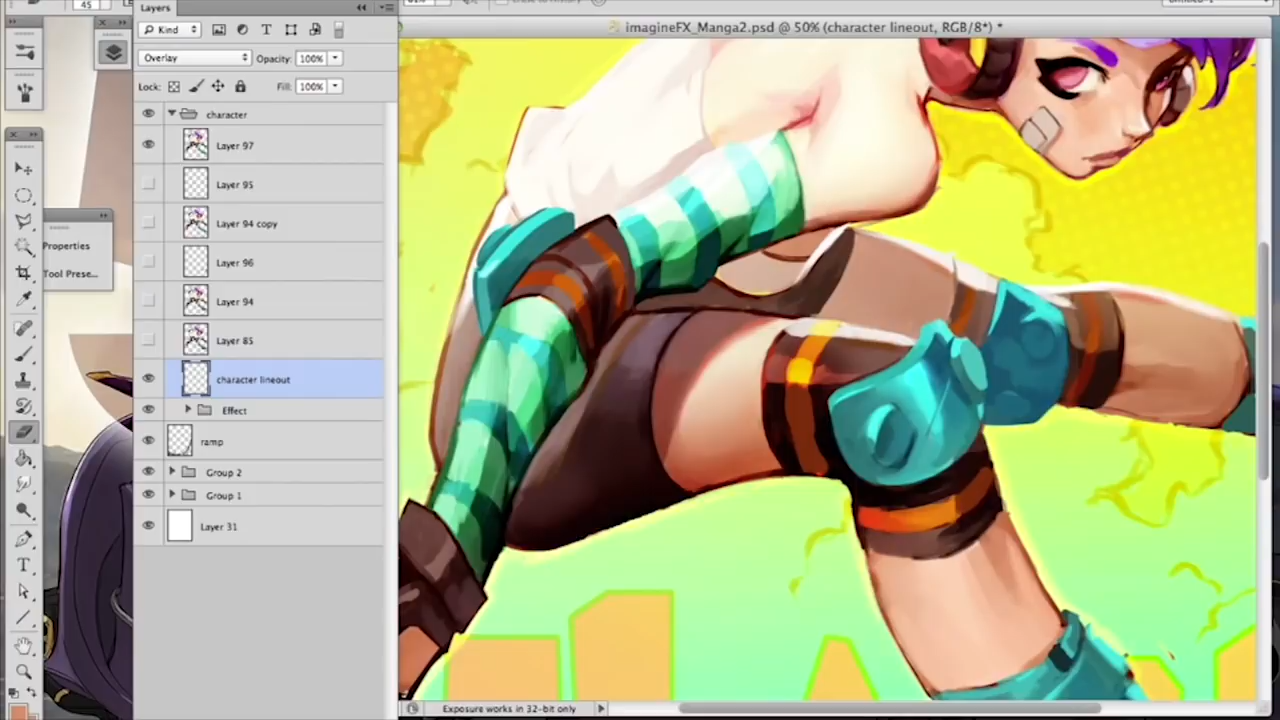 45
Layers
imagineFX_Manga2.psd @ 50% (character lineout, RGB/8*) *
Kind
Overlay
Opacity: 100%
Lock:
Fill: 100%
character
Layer 97
Layer 95
Layer 94 copy
Properties
Layer 96
Tool Prese...
Layer 94
Layer 85
character lineout
Effect
ramp
Group 2
Group 1
Layer 31
Exposure works in 32-bit only